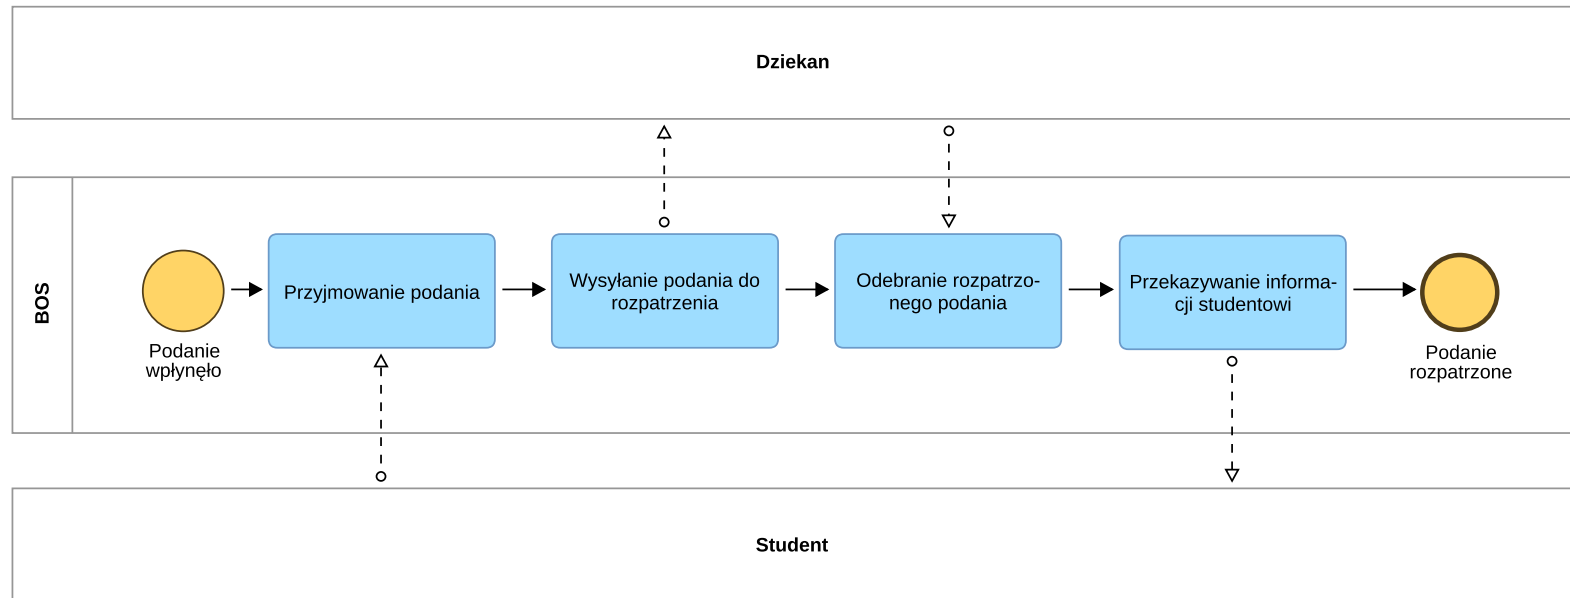 Dziekan
BOS
Podanie
wpłynęło
Przyjmowanie podania
Wysyłanie podania do
rozpatrzenia
Odebranie rozpatrzo-
nego podania
Przekazywanie informa-
cji studentowi
Podanie
rozpatrzone
Student